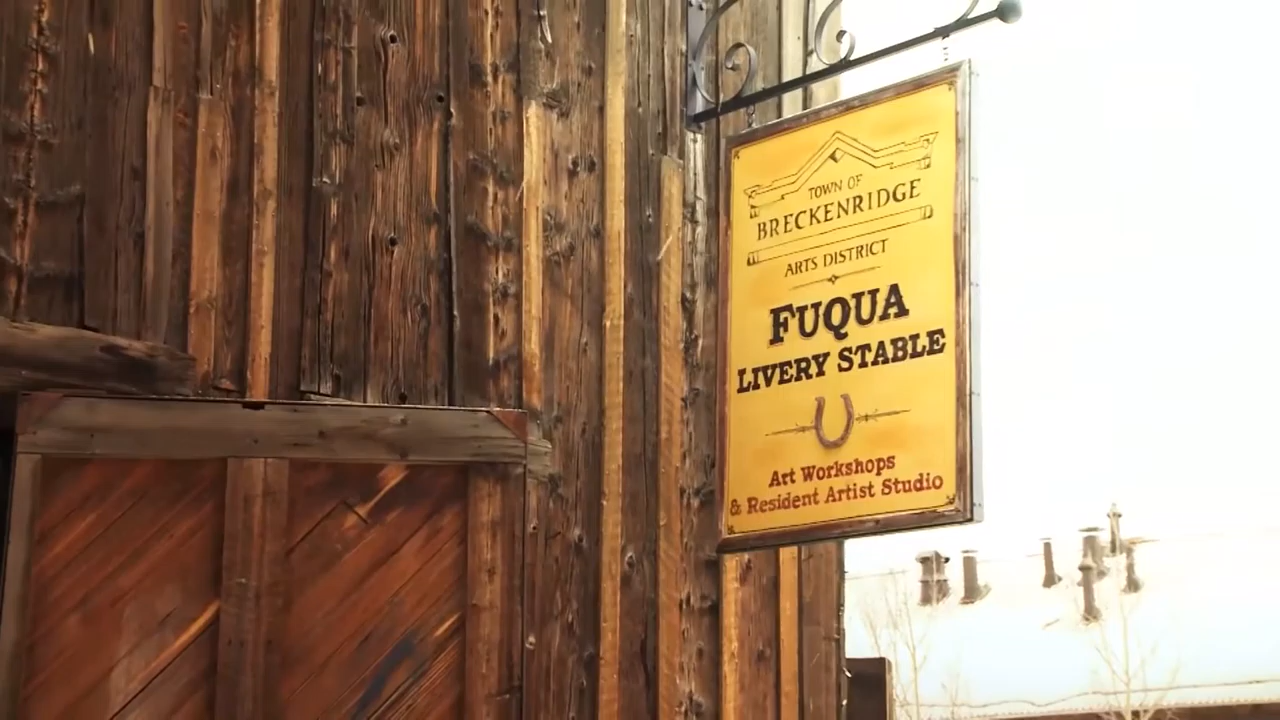 TOWN OF
BRECKENRIDGE
ARTS DISTRICT
FUQUA
LIVERY STABLE
Art Workshops
& Resident Artist Studio